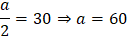 a/2 = 30 ⇒ a = 60